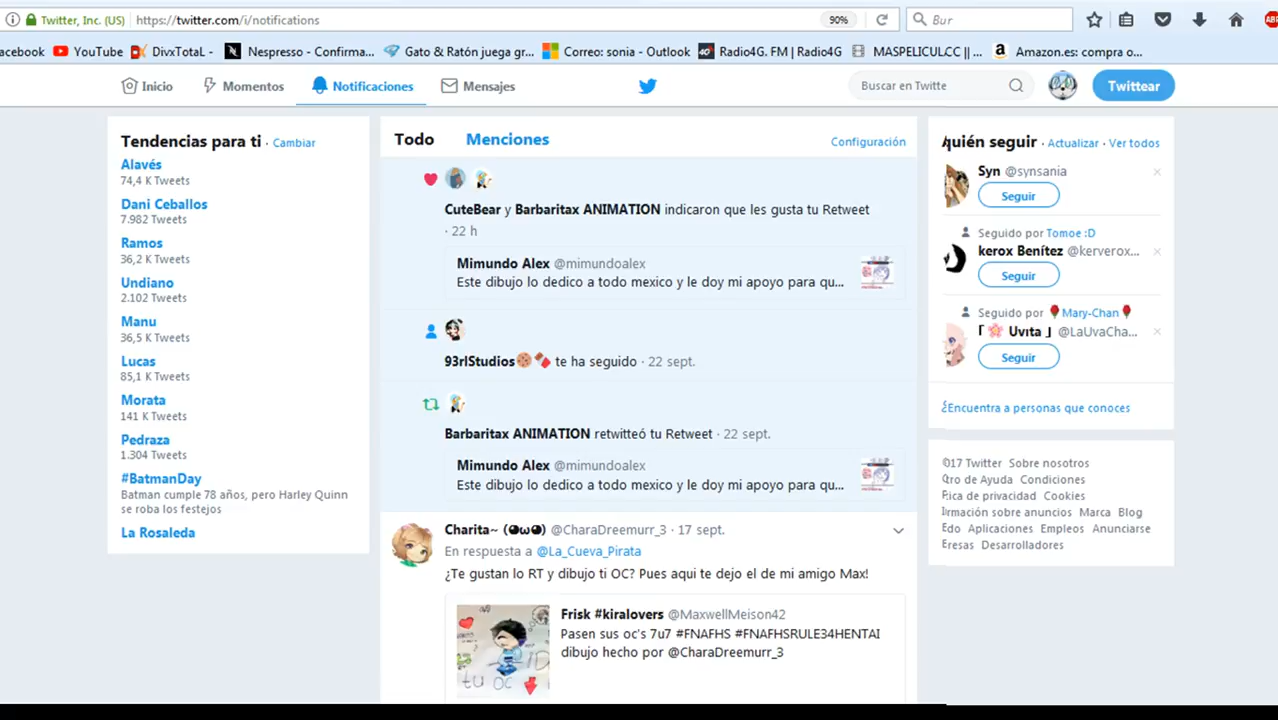 Twitter, Inc. (US) https://twitter.com/i/notifications 90% Bur
acebook YouTube DivxTotaL - Nespresso - Confirma... Gato & Ratón juega gr... Correo: sonia - Outlook Radio4G. FM | Radio4G MASPELICUL.CC || ... Amazon.es: compra o...
Inicio Momentos Notificaciones Mensajes Buscar en Twitte Twittear
Tendencias para ti · Cambiar
Alavés
74,4 K Tweets
Dani Ceballos
7.982 Tweets
Ramos
36,2 K Tweets
Undiano
2.102 Tweets
Manu
36,5 K Tweets
Lucas
85,1 K Tweets
Morata
141 K Tweets
Pedraza
1.304 Tweets
#BatmanDay
Batman cumple 78 años, pero Harley Quinn
se roba los festejos
La Rosaleda
Todo Menciones Configuración
CuteBear y Barbaritax ANIMATION indicaron que les gusta tu Retweet
· 22 h
Mimundo Alex @mimundoalex
Este dibujo lo dedico a todo mexico y le doy mi apoyo para qu...
93rlStudios🍪🍫 te ha seguido · 22 sept.
Barbaritax ANIMATION retwitteó tu Retweet · 22 sept.
Mimundo Alex @mimundoalex
Este dibujo lo dedico a todo mexico y le doy mi apoyo para qu...
Charita~ (◕ω◕) @CharaDreemurr_3 · 17 sept.
En respuesta a @La_Cueva_Pirata
¿Te gustan lo RT y dibujo ti OC? Pues aqui te dejo el de mi amigo Max!
Frisk #kiralovers @MaxwellMeison42
Pasen sus oc's 7u7 #FNAFHS #FNAFHSRULE34HENTAI
dibujo hecho por @CharaDreemurr_3
tu oc
quién seguir · Actualizar · Ver todos
Syn @synsania
Seguir
Seguido por Tomoe :D
kerox Benítez @kerverox...
Seguir
Seguido por 🌹Mary-Chan🌹
｢ 🌸 Uvιта ｣ @LaUvaCha...
Seguir
Encuentra a personas que conoces
017 Twitter Sobre nosotros
ro de Ayuda Condiciones
ica de privacidad Cookies
rmación sobre anuncios Marca Blog
do Aplicaciones Empleos Anunciarse
resas Desarrolladores